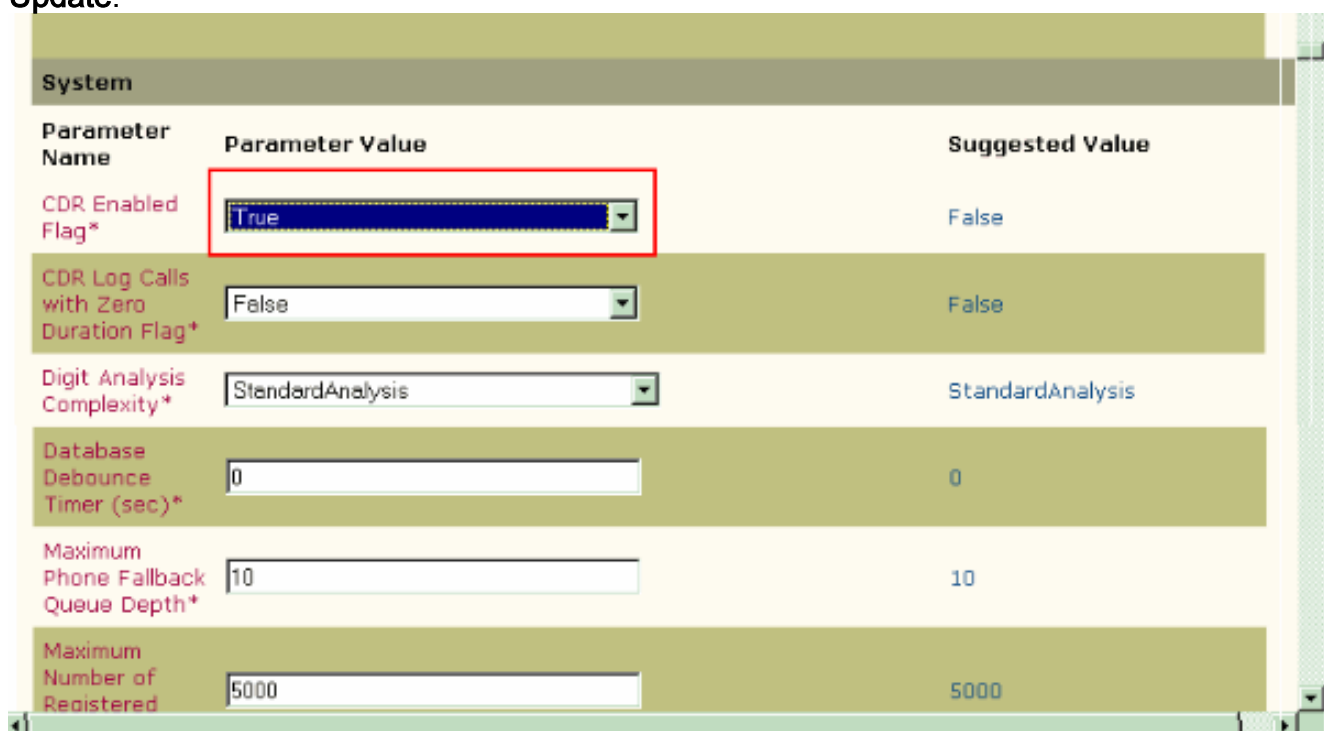 Update.
System
Parameter Name Parameter Value Suggested Value
CDR Enabled Flag* True False
CDR Log Calls with Zero Duration Flag* False False
Digit Analysis Complexity* StandardAnalysis StandardAnalysis
Database Debounce Timer (sec)* 0 0
Maximum Phone Fallback Queue Depth* 10 10
Maximum Number of Registered 5000 5000